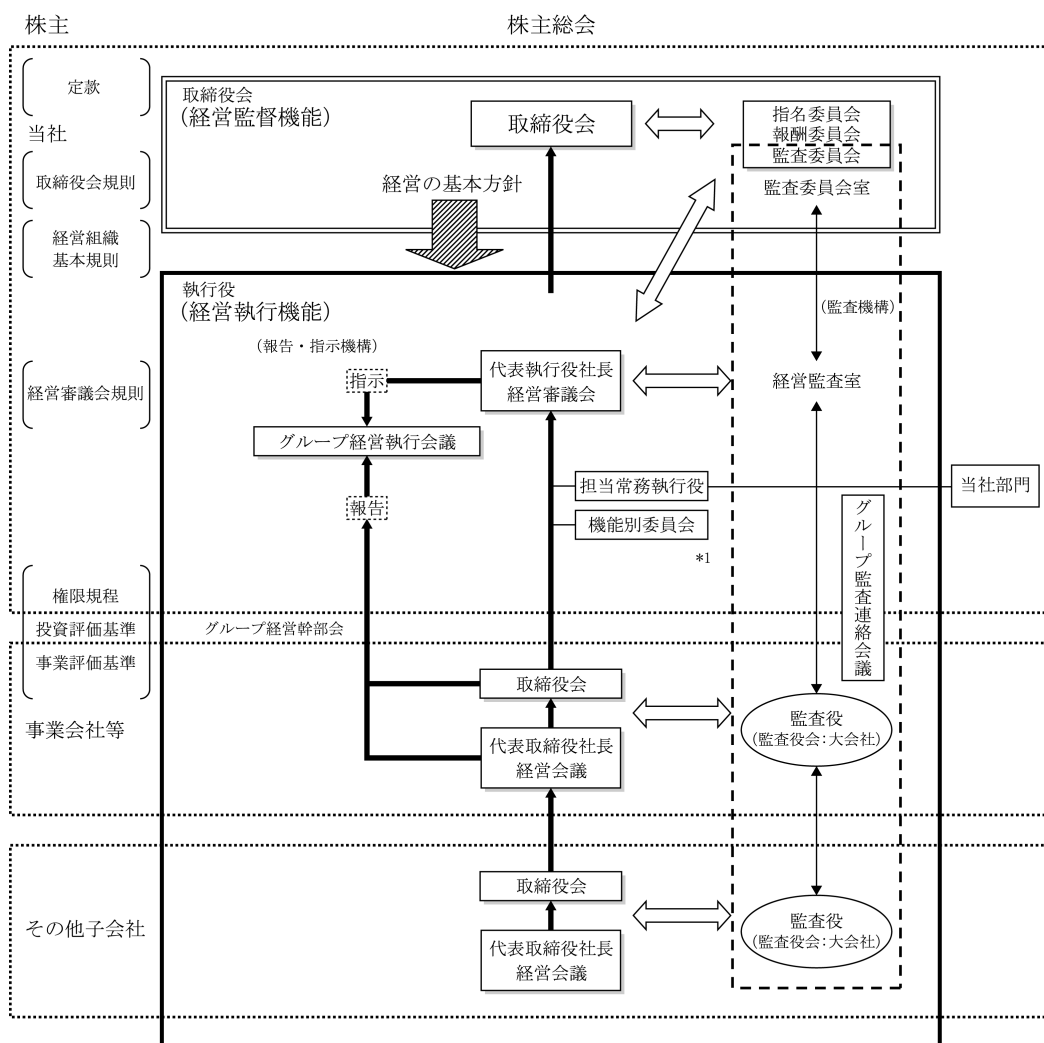 株主
株主総会
定款
取締役会
（経営監督機能）
取締役会
指名委員会
報酬委員会
監査委員会
当社
取締役会規則
経営の基本方針
監査委員会室
経営組織
基本規則
執行役
（経営執行機能）
（監査機構）
（報告・指示機構）
指示
代表執行役社長
経営審議会
経営監査室
経営審議会規則
グループ経営執行会議
報告
担当常務執行役
当社部門
機能別委員会
*1
グループ監査連絡会議
権限規程
投資評価基準
グループ経営幹部会
事業評価基準
取締役会
事業会社等
代表取締役社長
経営会議
監査役
（監査役会：大会社）
その他子会社
取締役会
代表取締役社長
経営会議
監査役
（監査役会：大会社）